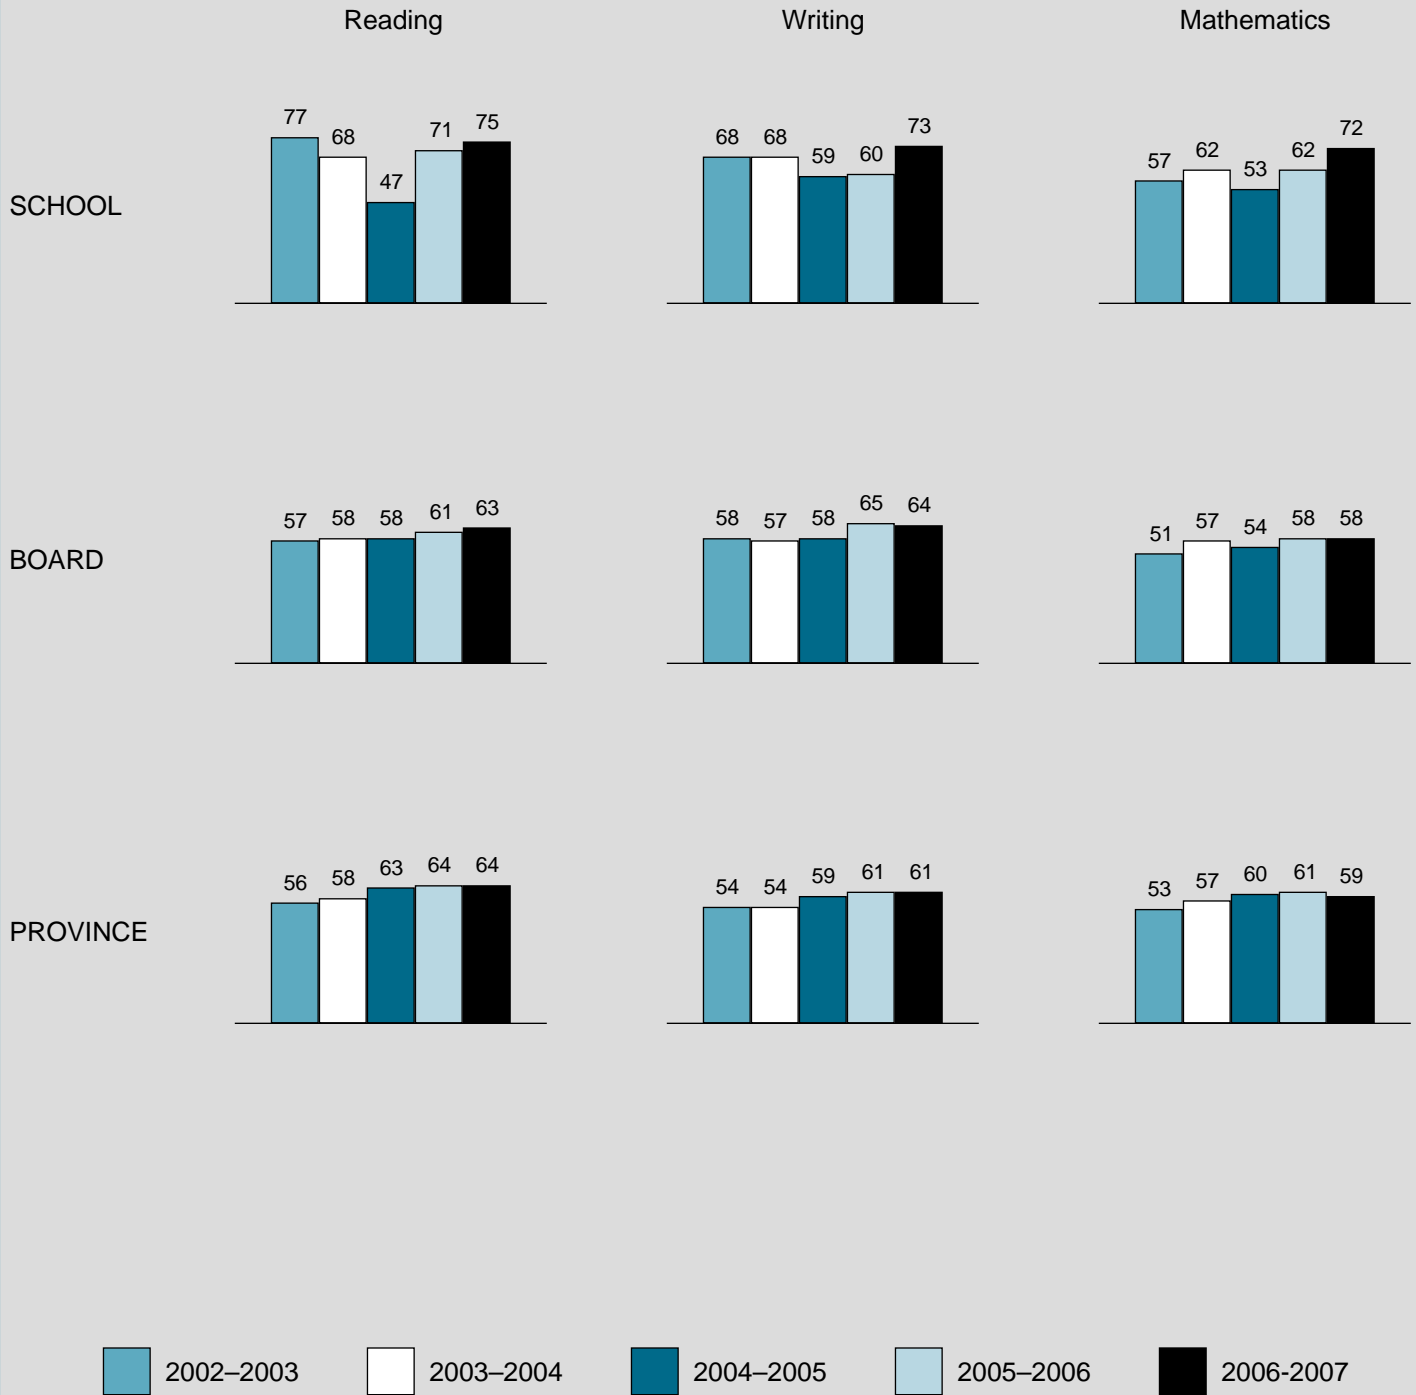 Reading Writing Mathematics
SCHOOL
77 68 47 71 75
68 68 59 60 73
57 62 53 62 72
BOARD
57 58 58 61 63
58 57 58 65 64
51 57 54 58 58
PROVINCE
56 58 63 64 64
54 54 59 61 61
53 57 60 61 59
2002–2003 2003–2004 2004–2005 2005–2006 2006-2007